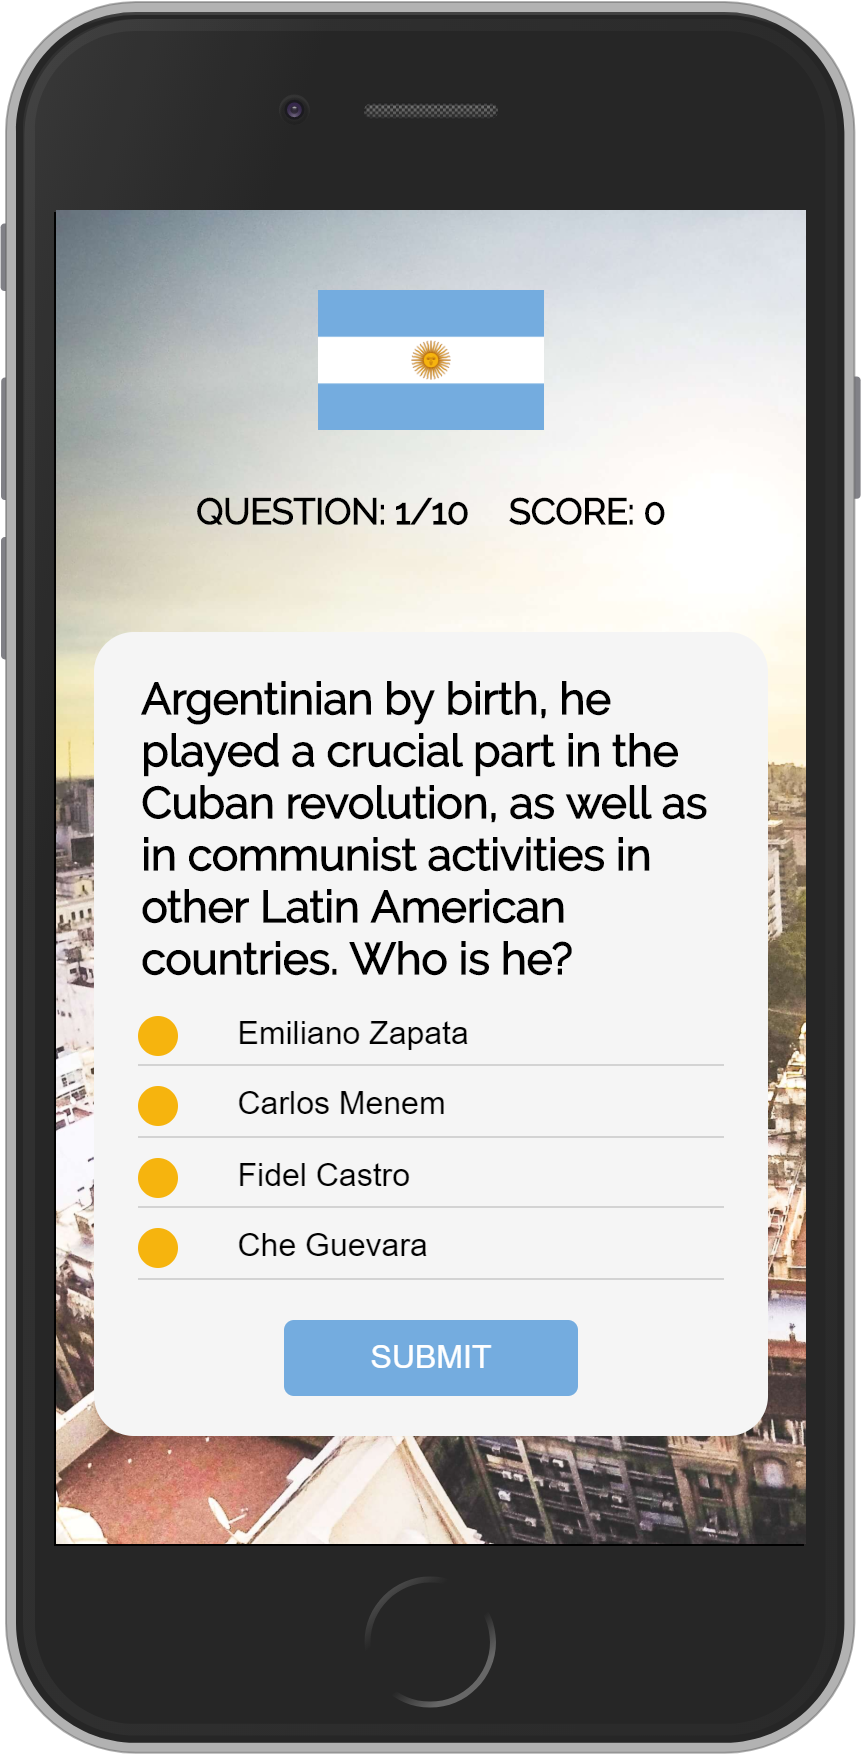 QUESTION: 1/10 SCORE: 0
Argentinian by birth, he
played a crucial part in the
Cuban revolution, as well as
in communist activities in
other Latin American
countries. Who is he?
Emiliano Zapata
Carlos Menem
Fidel Castro
Che Guevara
SUBMIT